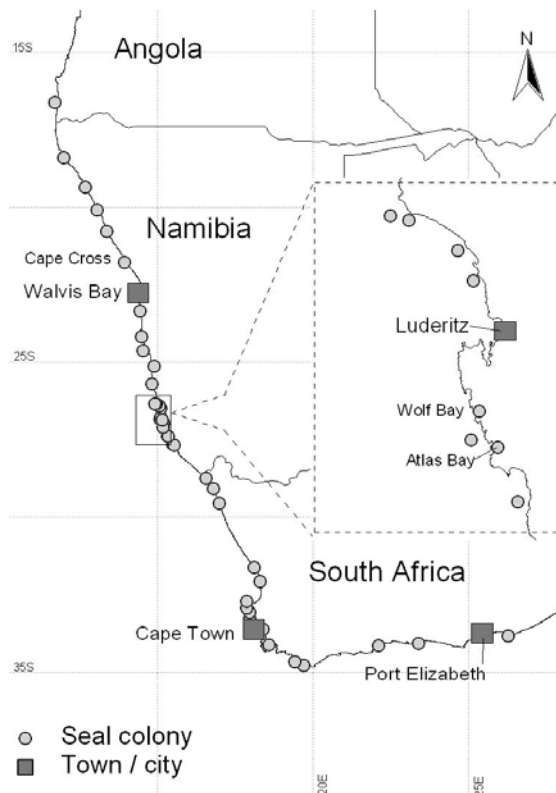 Angola
15S
N
Namibia
Cape Cross
Walvis Bay
Luderitz
25S
Wolf Bay
Atlas Bay
South Africa
Cape Town
Port Elizabeth
35S
Seal colony
Town / city
20E